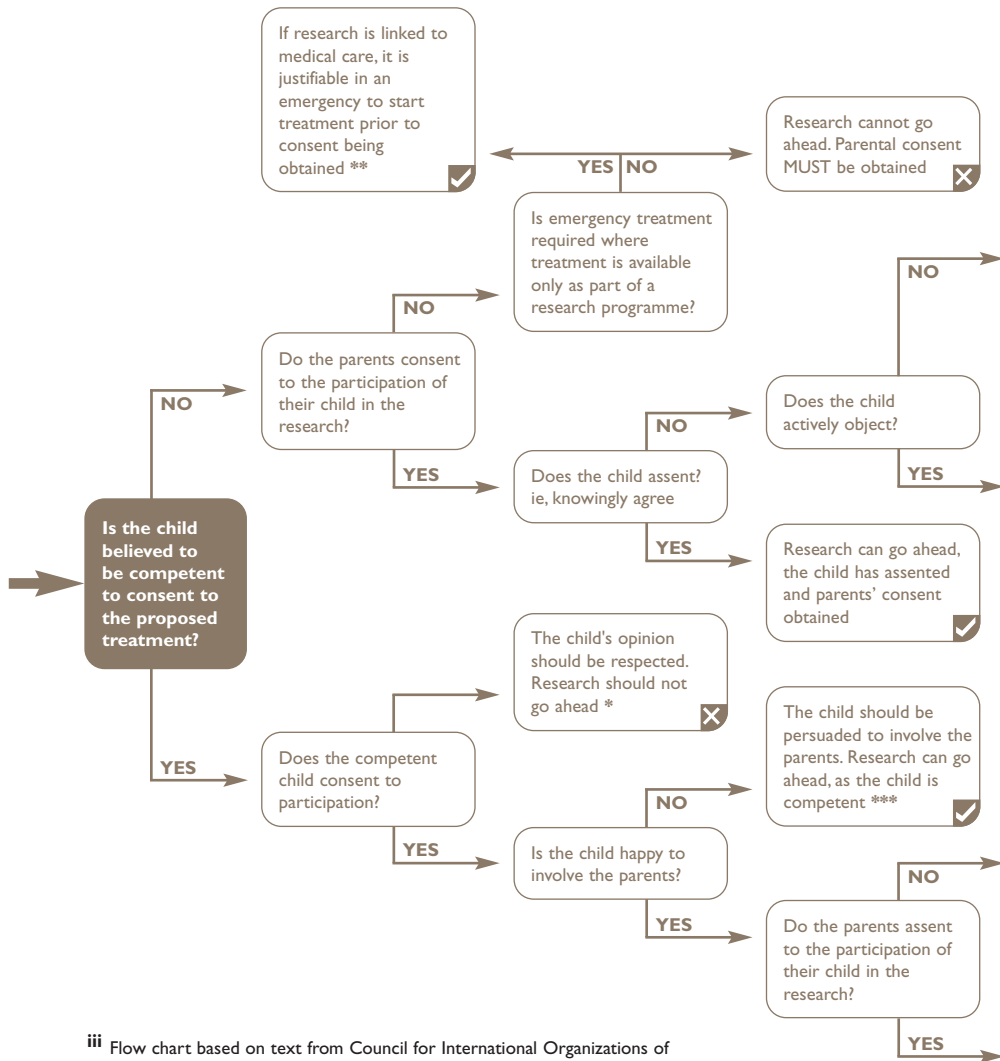 If research is linked to
medical care, it is
justifiable in an
emergency to start
treatment prior to
consent being
obtained **
Research cannot go
ahead. Parental consent
MUST be obtained
YES
NO
Is emergency treatment
required where
treatment is available
only as part of a
research programme?
NO
NO
Do the parents consent
to the participation of
their child in the
research?
NO
YES
Does the child
actively object?
NO
YES
Does the child assent?
ie, knowingly agree
YES
Is the child
believed to
be competent
to consent to
the proposed
treatment?
Research can go ahead,
the child has assented
and parents’ consent
obtained
The child's opinion
should be respected.
Research should not
go ahead *
The child should be
persuaded to involve the
parents. Research can go
ahead, as the child is
competent ***
YES
Does the competent
child consent to
participation?
NO
YES
Is the child happy to
involve the parents?
NO
YES
Do the parents assent
to the participation of
their child in the
research?
YES
iii Flow chart based on text from Council for International Organizations of